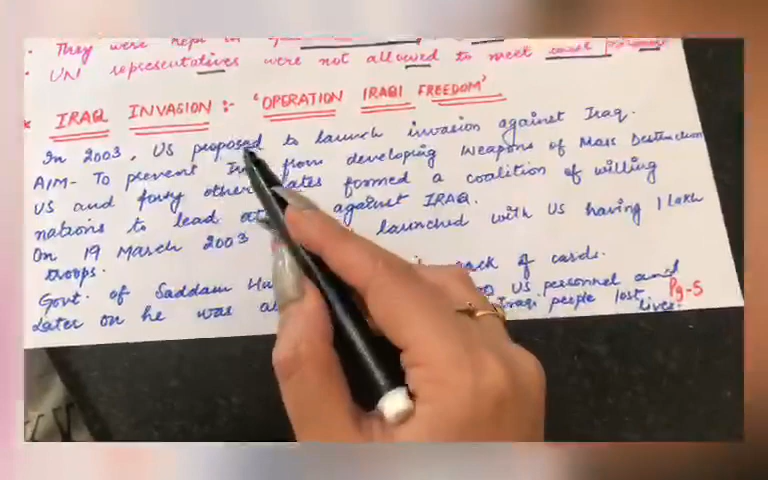 They were kept in
• UN representatives were not allowed to meet
* IRAQ INVASION :- 'OPERATION IRAQI FREEDOM'
In 2003, US proposed to launch invasion against Iraq.
AIM- To prevent from developing Weapons of Mass Destruction
US and forty other formed a coalition of willing
nations to lead against IRAQ.
On 19 March 2003 launched with US having 1 lakh
troops.
Govt. of Saddam pack of cards.
Later on he was US personnel and
Iraqi people lost lives.
Pg-5